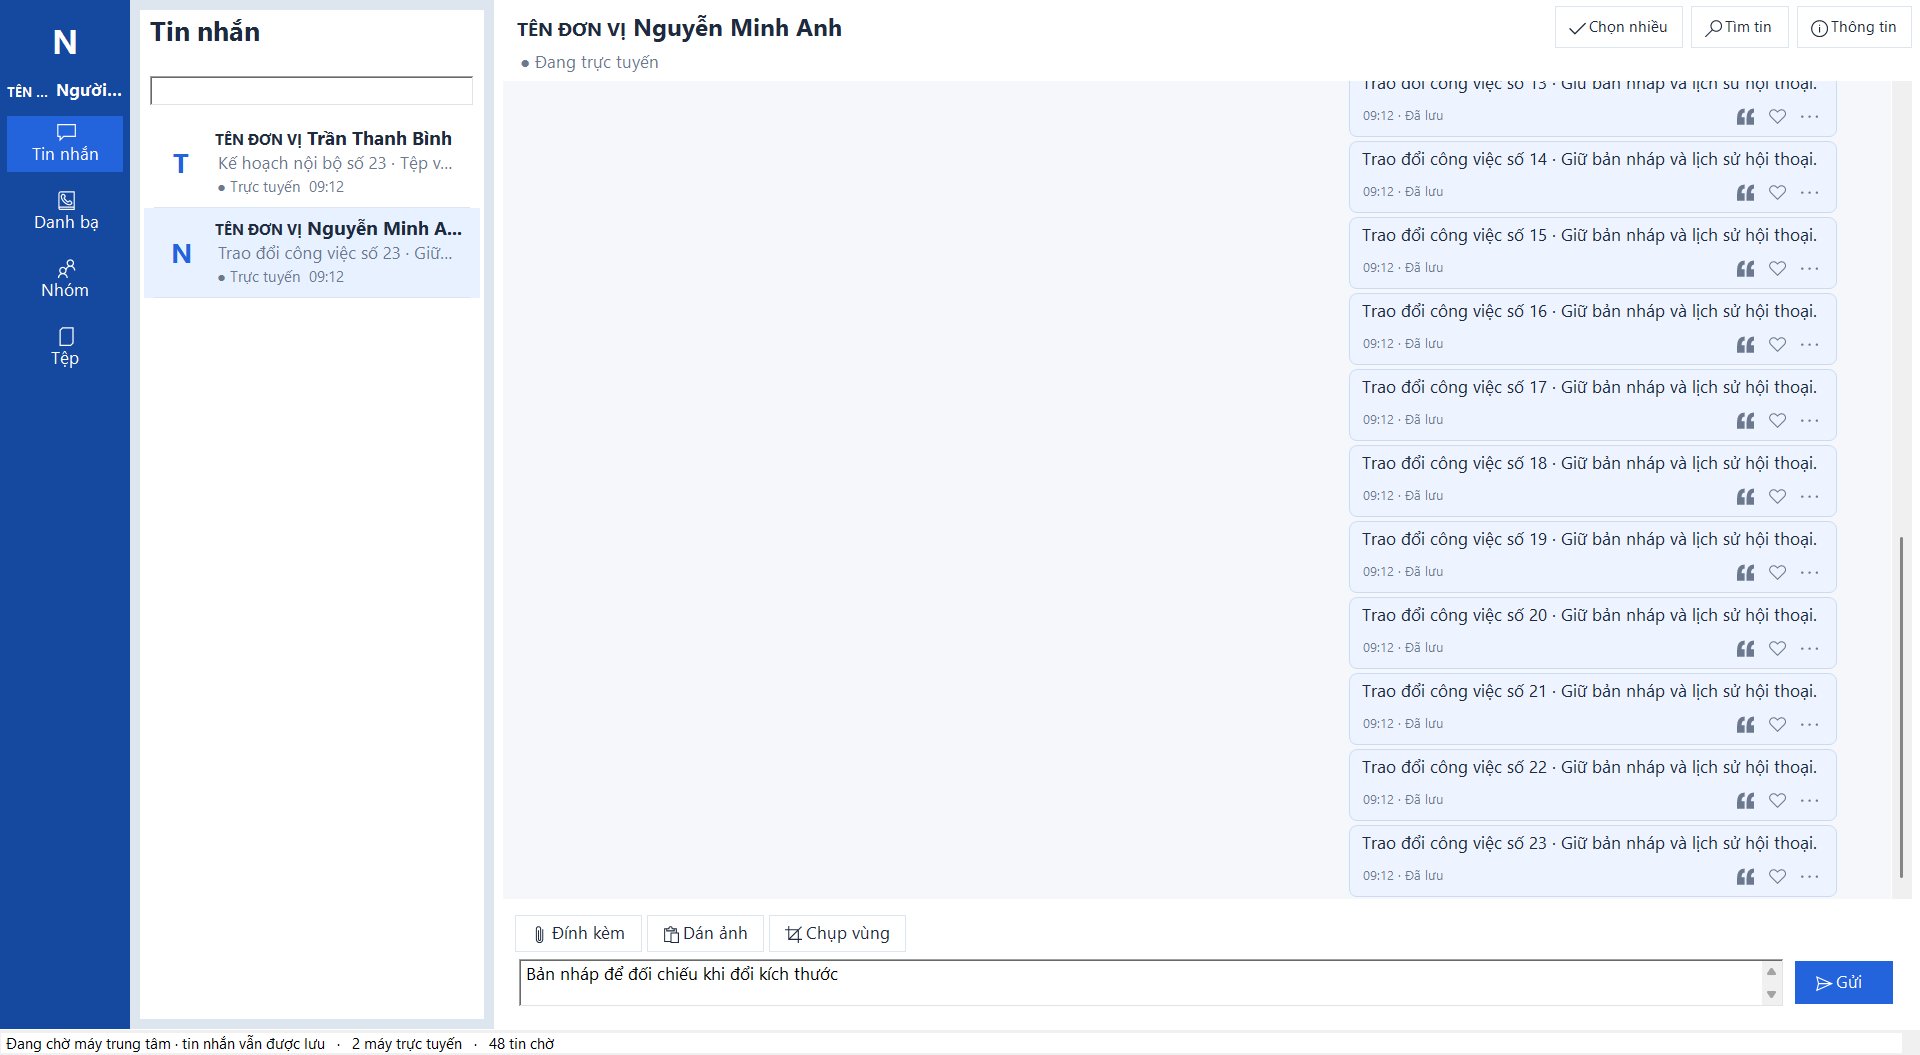 N
TÊN ... Người...
Tin nhắn
Danh bạ
Nhóm
Tệp
Tin nhắn
T
TÊN ĐƠN VỊ Trần Thanh Bình
Kế hoạch nội bộ số 23 · Tệp v...
● Trực tuyến 09:12
N
TÊN ĐƠN VỊ Nguyễn Minh A...
Trao đổi công việc số 23 · Giữ...
● Trực tuyến 09:12
TÊN ĐƠN VỊ Nguyễn Minh Anh
● Đang trực tuyến
Chọn nhiều
Tìm tin
Thông tin
Trao đổi công việc số 13 · Giữ bản nháp và lịch sử hội thoại.
09:12 · Đã lưu
Trao đổi công việc số 14 · Giữ bản nháp và lịch sử hội thoại.
09:12 · Đã lưu
Trao đổi công việc số 15 · Giữ bản nháp và lịch sử hội thoại.
09:12 · Đã lưu
Trao đổi công việc số 16 · Giữ bản nháp và lịch sử hội thoại.
09:12 · Đã lưu
Trao đổi công việc số 17 · Giữ bản nháp và lịch sử hội thoại.
09:12 · Đã lưu
Trao đổi công việc số 18 · Giữ bản nháp và lịch sử hội thoại.
09:12 · Đã lưu
Trao đổi công việc số 19 · Giữ bản nháp và lịch sử hội thoại.
09:12 · Đã lưu
Trao đổi công việc số 20 · Giữ bản nháp và lịch sử hội thoại.
09:12 · Đã lưu
Trao đổi công việc số 21 · Giữ bản nháp và lịch sử hội thoại.
09:12 · Đã lưu
Trao đổi công việc số 22 · Giữ bản nháp và lịch sử hội thoại.
09:12 · Đã lưu
Trao đổi công việc số 23 · Giữ bản nháp và lịch sử hội thoại.
09:12 · Đã lưu
Đính kèm
Dán ảnh
Chụp vùng
Bản nháp để đối chiếu khi đổi kích thước
Gửi
Đang chờ máy trung tâm · tin nhắn vẫn được lưu · 2 máy trực tuyến · 48 tin chờ